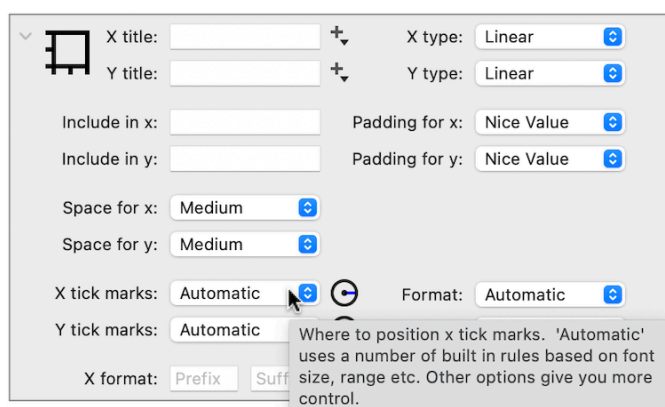 X title: X type: Linear
Y title: Y type: Linear
Include in x: Padding for x: Nice Value
Include in y: Padding for y: Nice Value
Space for x: Medium
Space for y: Medium
X tick marks: Automatic Format: Automatic
Y tick marks: Automatic
Where to position x tick marks. 'Automatic'
uses a number of built in rules based on font
size, range etc. Other options give you more
control.
X format: Prefix Suff